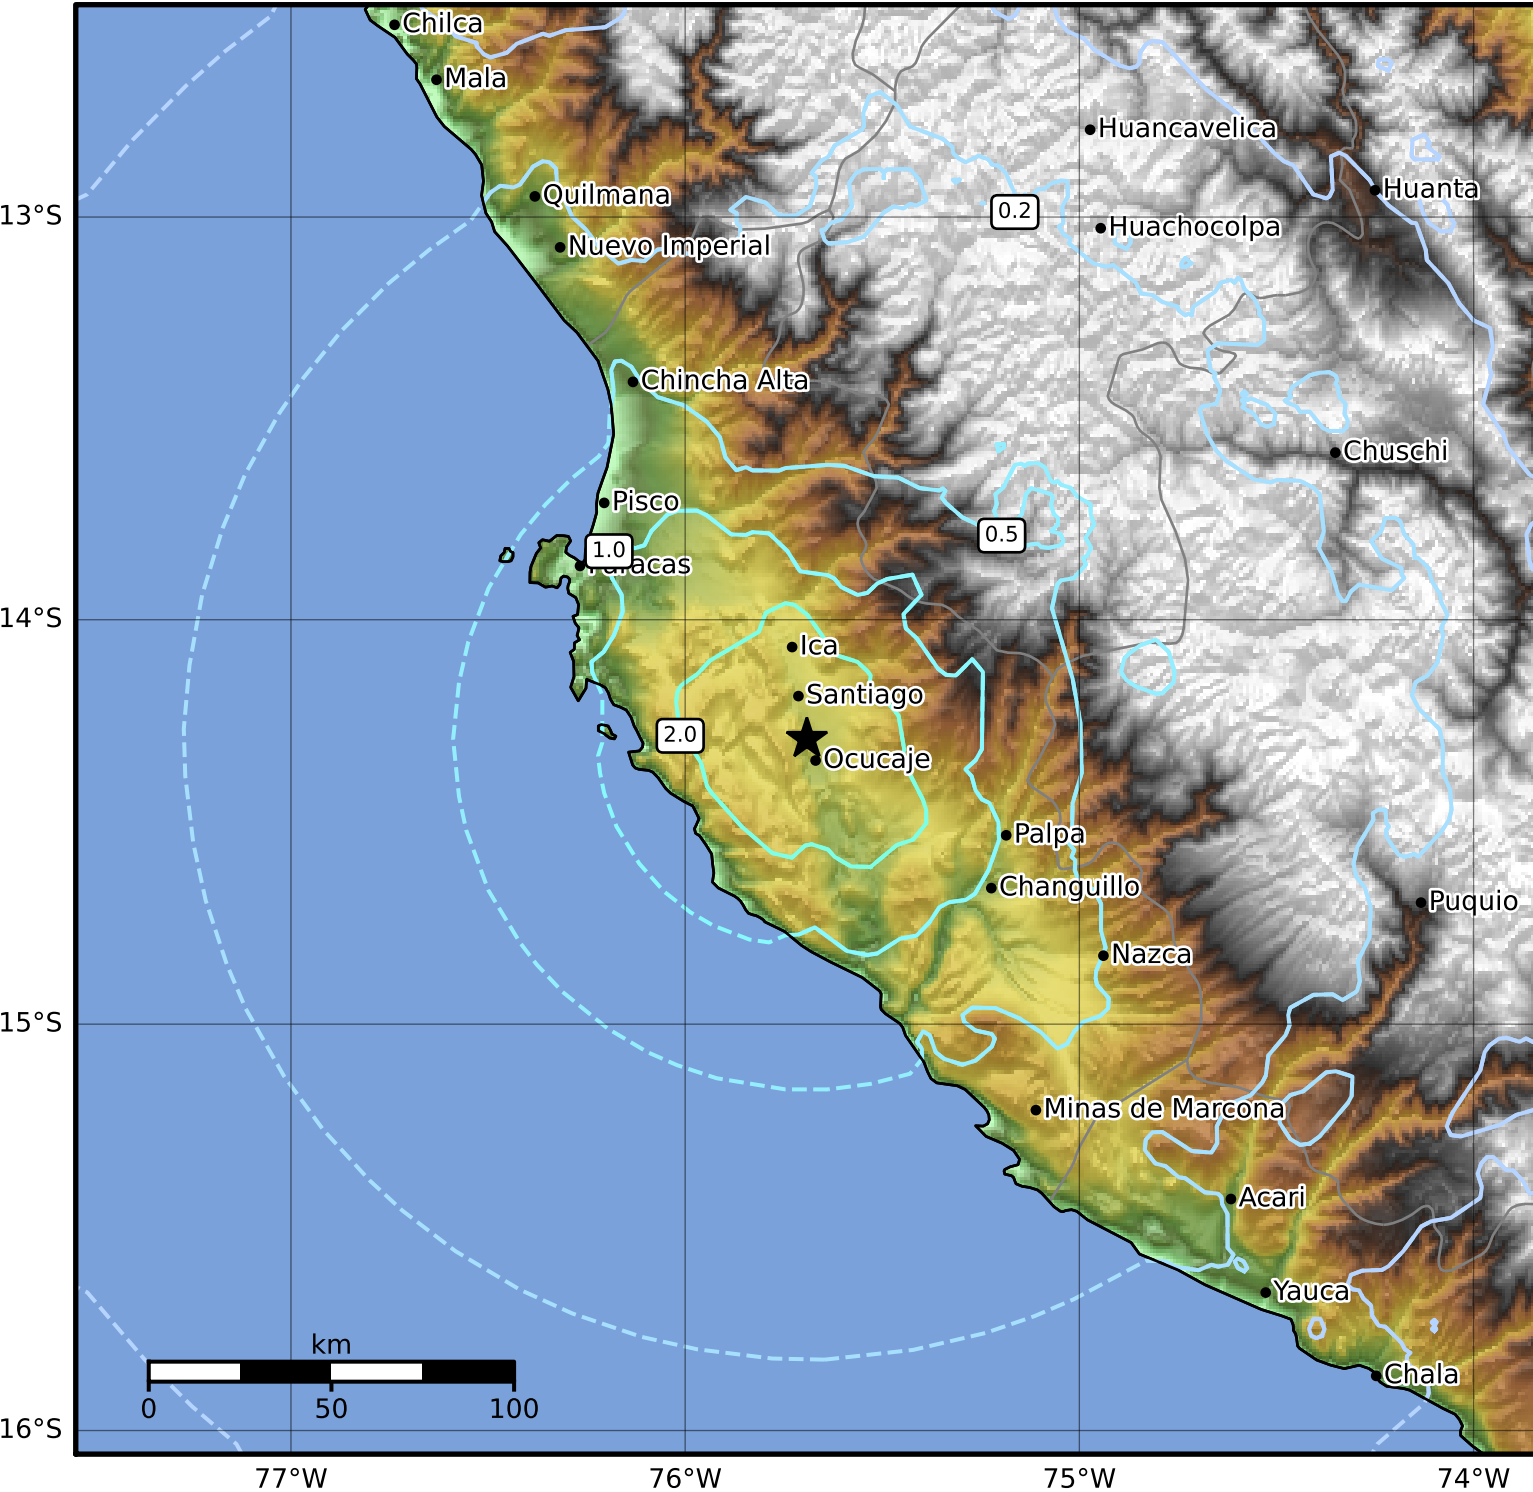 Chilca
Mala
Huancavelica
Quilmana
Huanta
0.2
13°S
Huachocolpa
Nuevo Imperial
Chincha Alta
Chuschi
Pisco
0.5
1.0
Paracas
14°S
Ica
Santiago
2.0
Ocucaje
Palpa
Changuillo
Puquio
Nazca
15°S
Minas de Marcona
Acari
Yauca
km
Chala
0 50 100
16°S
77°W 76°W 75°W 74°W